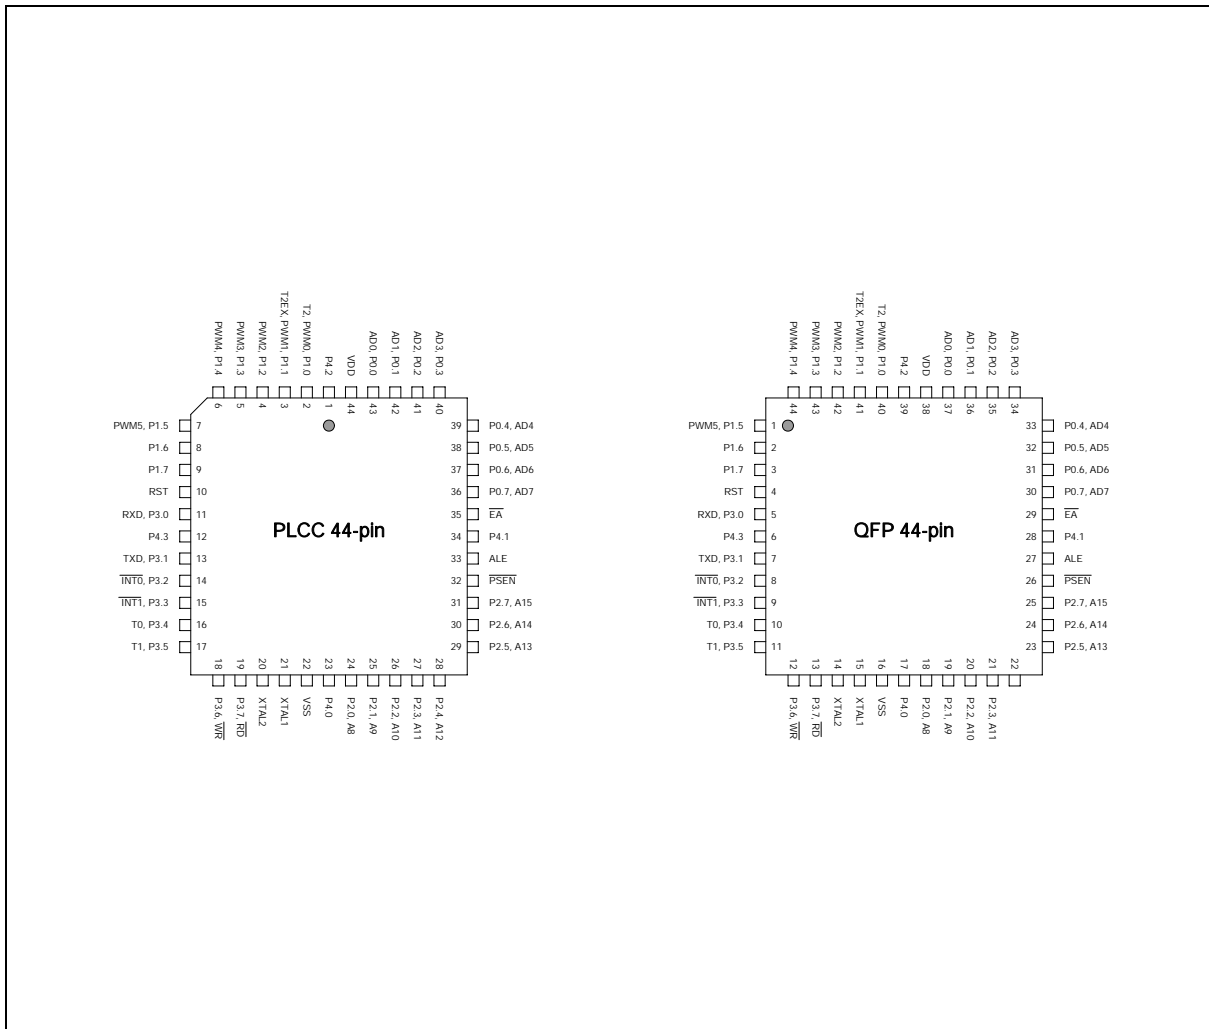 PWM4, P1.4
PWM3, P1.3
PWM2, P1.2
T2EX, PWM1, P1.1
T2, PWM0, P1.0
P4.2
VDD
AD0, P0.0
AD1, P0.1
AD2, P0.2
AD3, P0.3
6
5
4
3
2
1
44
43
42
41
40
PWM5, P1.5 7
P1.6 8
P1.7 9
RST 10
RXD, P3.0 11
P4.3 12
TXD, P3.1 13
INT0, P3.2 14
INT1, P3.3 15
T0, P3.4 16
T1, P3.5 17
PLCC 44-pin
39 P0.4, AD4
38 P0.5, AD5
37 P0.6, AD6
36 P0.7, AD7
35 EA
34 P4.1
33 ALE
32 PSEN
31 P2.7, A15
30 P2.6, A14
29 P2.5, A13
18
19
20
21
22
23
24
25
26
27
28
P3.6, WR
P3.7, RD
XTAL2
XTAL1
VSS
P4.0
P2.0, A8
P2.1, A9
P2.2, A10
P2.3, A11
P2.4, A12
PWM4, P1.4
PWM3, P1.3
PWM2, P1.2
T2EX, PWM1, P1.1
T2, PWM0, P1.0
P4.2
VDD
AD0, P0.0
AD1, P0.1
AD2, P0.2
AD3, P0.3
44
43
42
41
40
39
38
37
36
35
34
PWM5, P1.5 1
P1.6 2
P1.7 3
RST 4
RXD, P3.0 5
P4.3 6
TXD, P3.1 7
INT0, P3.2 8
INT1, P3.3 9
T0, P3.4 10
T1, P3.5 11
QFP 44-pin
33 P0.4, AD4
32 P0.5, AD5
31 P0.6, AD6
30 P0.7, AD7
29 EA
28 P4.1
27 ALE
26 PSEN
25 P2.7, A15
24 P2.6, A14
23 P2.5, A13
12
13
14
15
16
17
18
19
20
21
22
P3.6, WR
P3.7, RD
XTAL2
XTAL1
VSS
P4.0
P2.0, A8
P2.1, A9
P2.2, A10
P2.3, A11